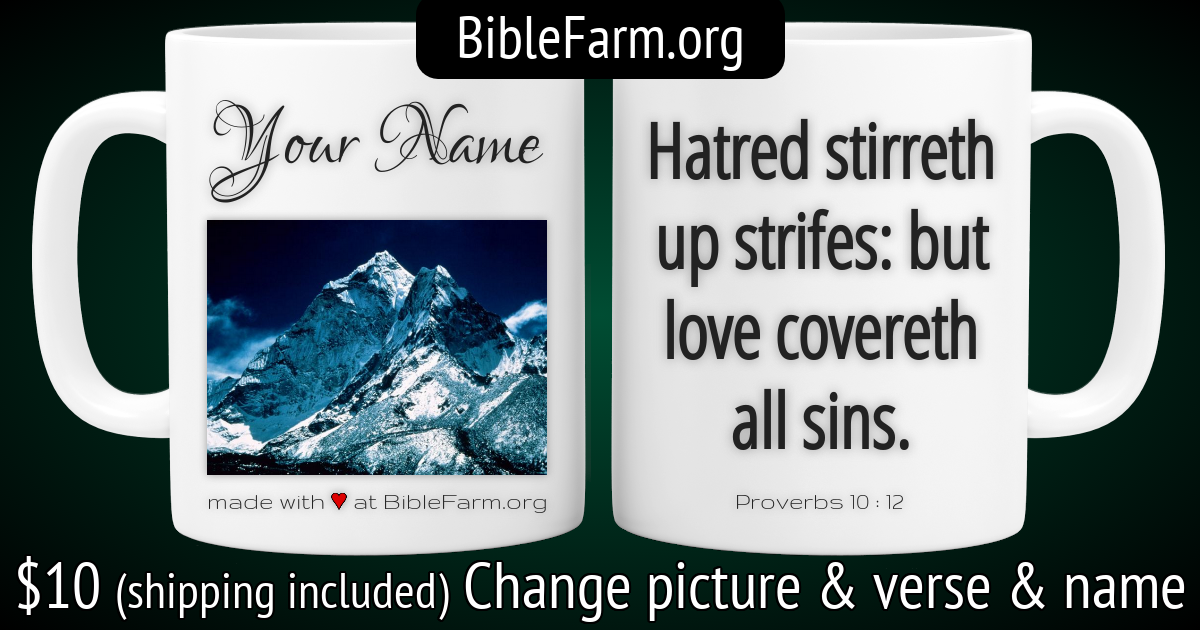 BibleFarm.org
Your Name
made with ♥ at BibleFarm.org
Hatred stirreth
up strifes: but
love covereth
all sins.
Proverbs 10 : 12
$10 (shipping included) Change picture & verse & name